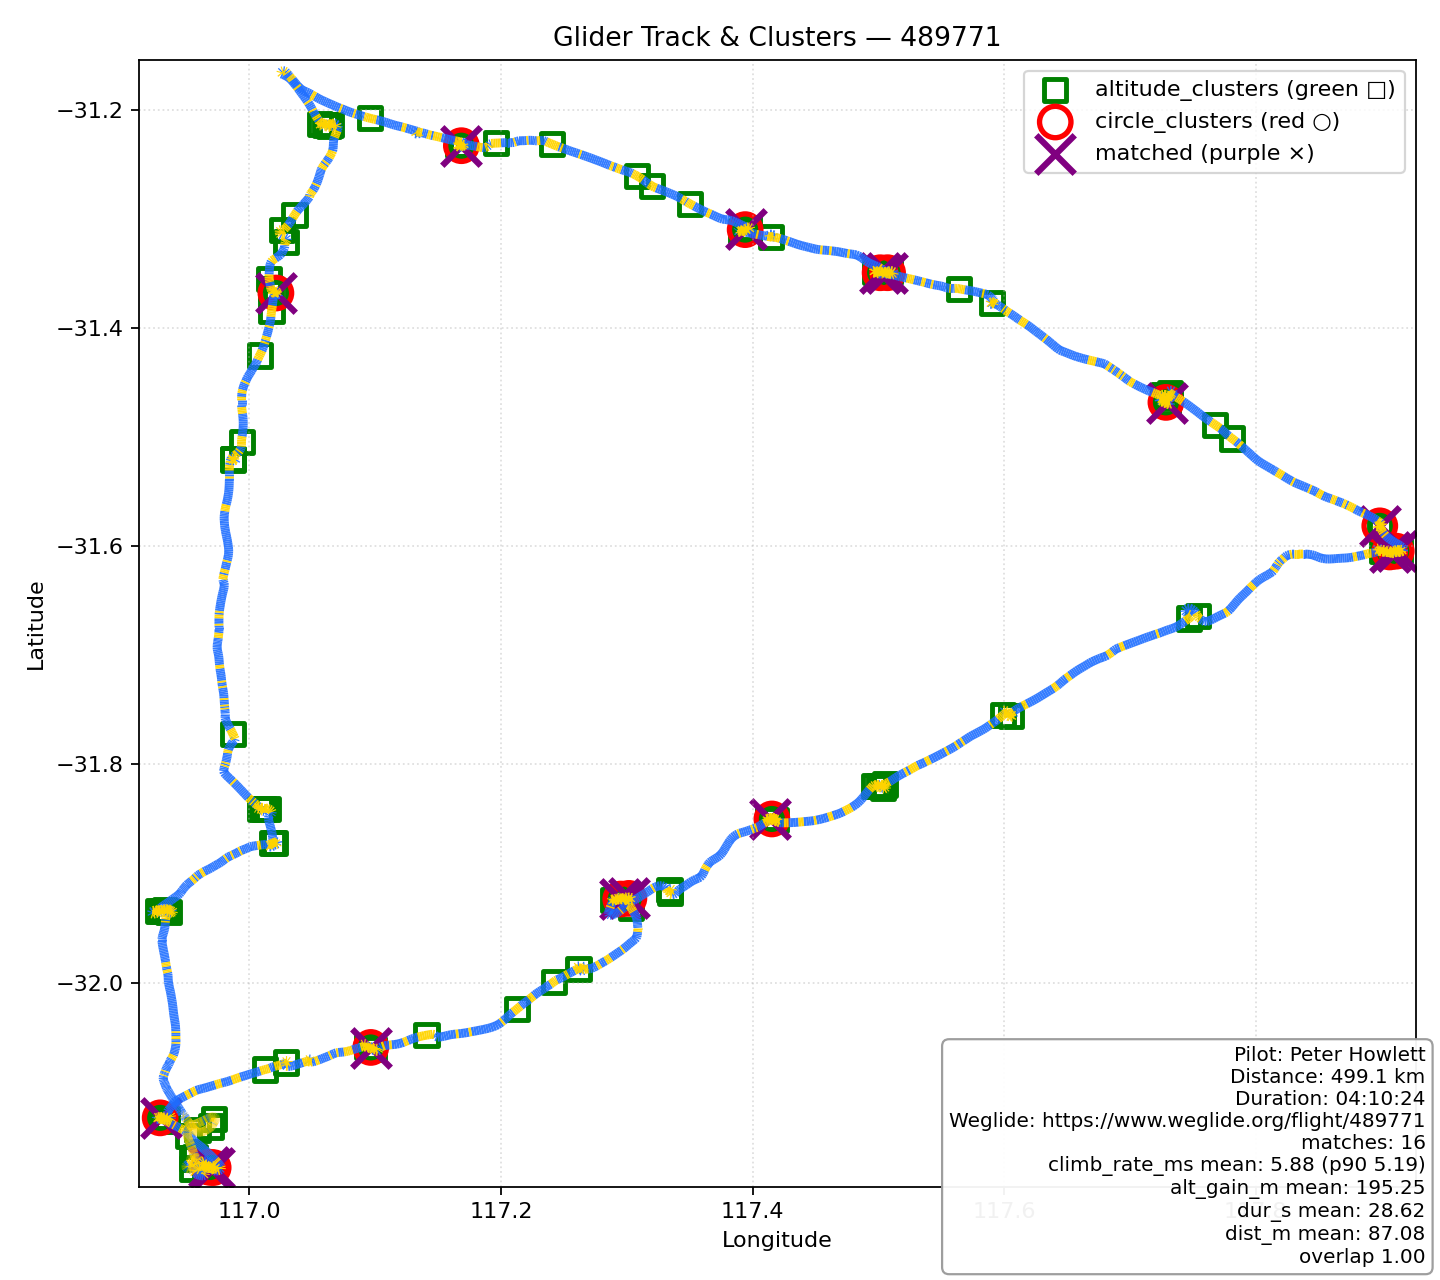 Glider Track & Clusters — 489771
altitude_clusters (green □)
circle_clusters (red ○)
matched (purple ×)
−31.2
−31.4
−31.6
−31.8
−32.0
Latitude
117.0
117.2
117.4
117.6
Longitude
Pilot: Peter Howlett
Distance: 499.1 km
Duration: 04:10:24
Weglide: https://www.weglide.org/flight/489771
matches: 16
climb_rate_ms mean: 5.88 (p90 5.19)
alt_gain_m mean: 195.25
dur_s mean: 28.62
dist_m mean: 87.08
overlap 1.00